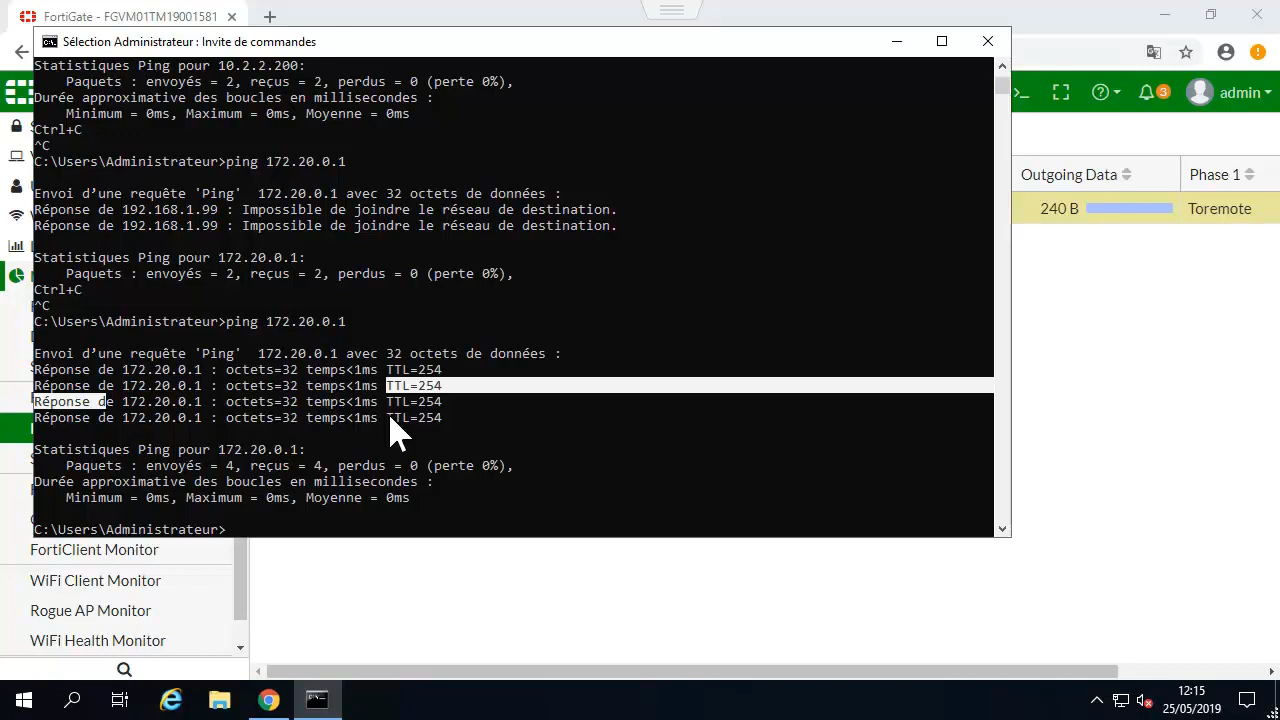 FortiGate - FGVM01TM19001581
Sélection Administrateur : Invite de commandes
Statistiques Ping pour 10.2.2.200:
Paquets : envoyés = 2, reçus = 2, perdus = 0 (perte 0%),
Durée approximative des boucles en millisecondes :
Minimum = 0ms, Maximum = 0ms, Moyenne = 0ms
Ctrl+C
^C
C:\Users\Administrateur>ping 172.20.0.1
Envoi d’une requête 'Ping'  172.20.0.1 avec 32 octets de données :
Réponse de 192.168.1.99 : Impossible de joindre le réseau de destination.
Réponse de 192.168.1.99 : Impossible de joindre le réseau de destination.
Statistiques Ping pour 172.20.0.1:
Paquets : envoyés = 2, reçus = 2, perdus = 0 (perte 0%),
Ctrl+C
^C
C:\Users\Administrateur>ping 172.20.0.1
Envoi d’une requête 'Ping'  172.20.0.1 avec 32 octets de données :
Réponse de 172.20.0.1 : octets=32 temps<1ms TTL=254
Réponse de 172.20.0.1 : octets=32 temps<1ms TTL=254
Réponse de 172.20.0.1 : octets=32 temps<1ms TTL=254
Réponse de 172.20.0.1 : octets=32 temps<1ms TTL=254
Statistiques Ping pour 172.20.0.1:
Paquets : envoyés = 4, reçus = 4, perdus = 0 (perte 0%),
Durée approximative des boucles en millisecondes :
Minimum = 0ms, Maximum = 0ms, Moyenne = 0ms
C:\Users\Administrateur>
3
admin
Outgoing Data
Phase 1
240 B
Toremote
FortiClient Monitor
WiFi Client Monitor
Rogue AP Monitor
WiFi Health Monitor
12:15
25/05/2019